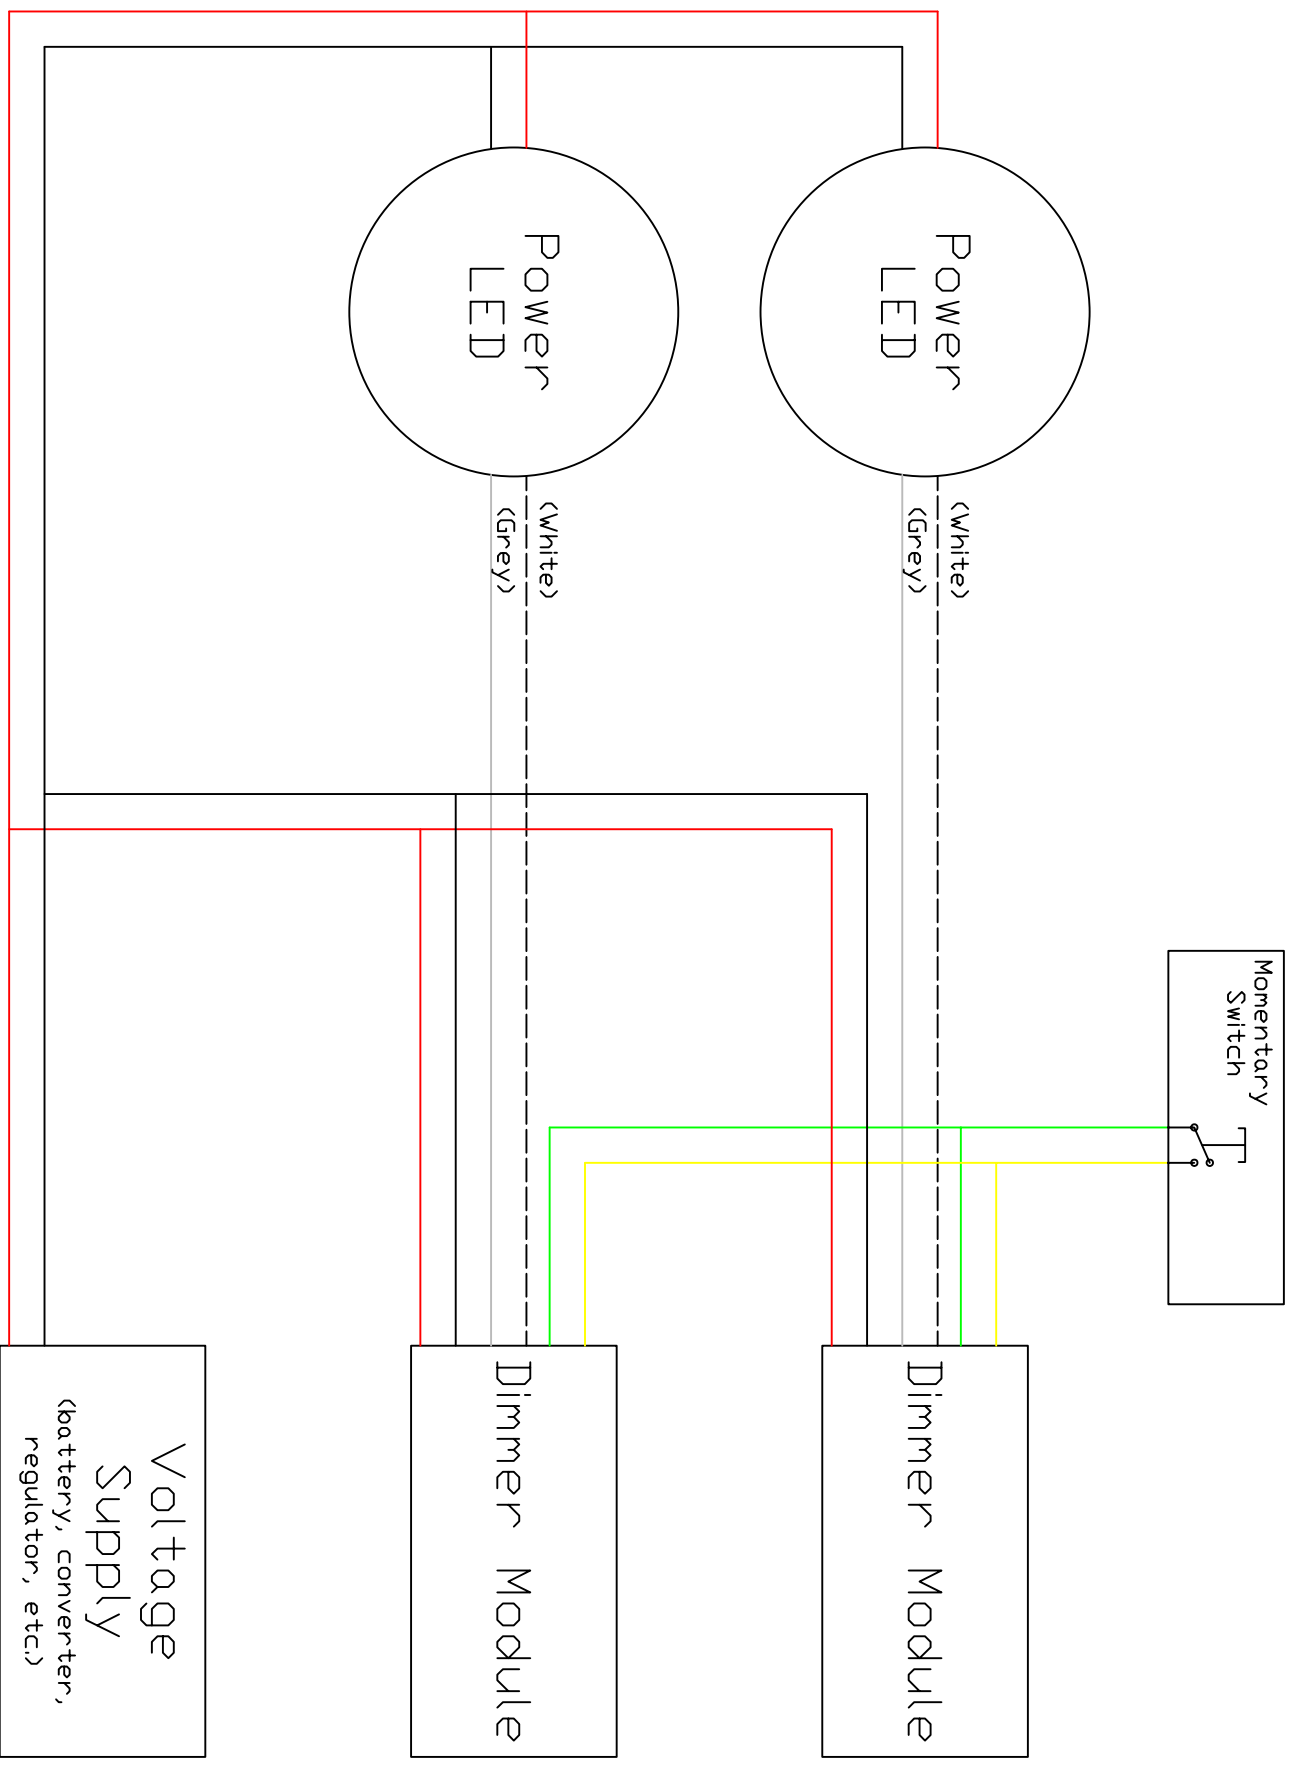 Momentary
Switch
Power
LED
(White)
(Grey)
Dimmer Module
Power
LED
(White)
(Grey)
Dimmer Module
Voltage
Supply
(battery, converter,
regulator, etc.)